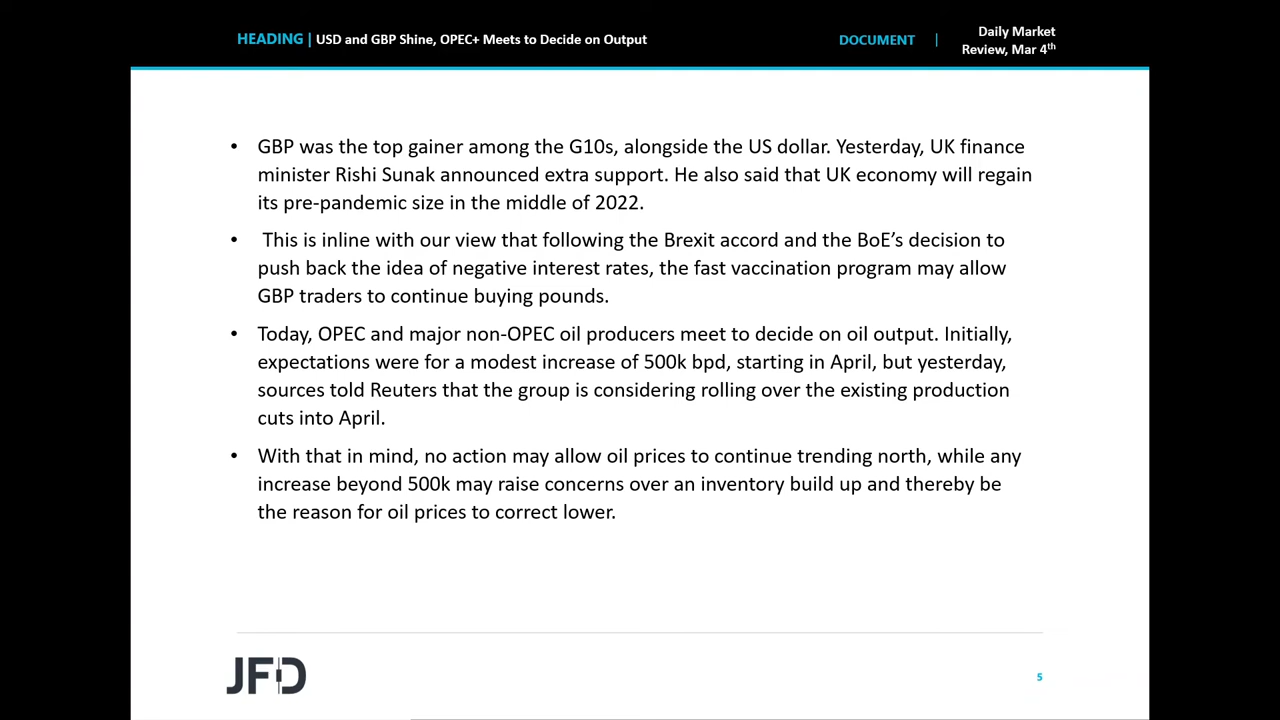 HEADING | USD and GBP Shine, OPEC+ Meets to Decide on Output
DOCUMENT |
Daily Market
Review, Mar 4th
• GBP was the top gainer among the G10s, alongside the US dollar. Yesterday, UK finance
minister Rishi Sunak announced extra support. He also said that UK economy will regain
its pre-pandemic size in the middle of 2022.
• This is inline with our view that following the Brexit accord and the BoE’s decision to
push back the idea of negative interest rates, the fast vaccination program may allow
GBP traders to continue buying pounds.
• Today, OPEC and major non-OPEC oil producers meet to decide on oil output. Initially,
expectations were for a modest increase of 500k bpd, starting in April, but yesterday,
sources told Reuters that the group is considering rolling over the existing production
cuts into April.
• With that in mind, no action may allow oil prices to continue trending north, while any
increase beyond 500k may raise concerns over an inventory build up and thereby be
the reason for oil prices to correct lower.
JFD
5